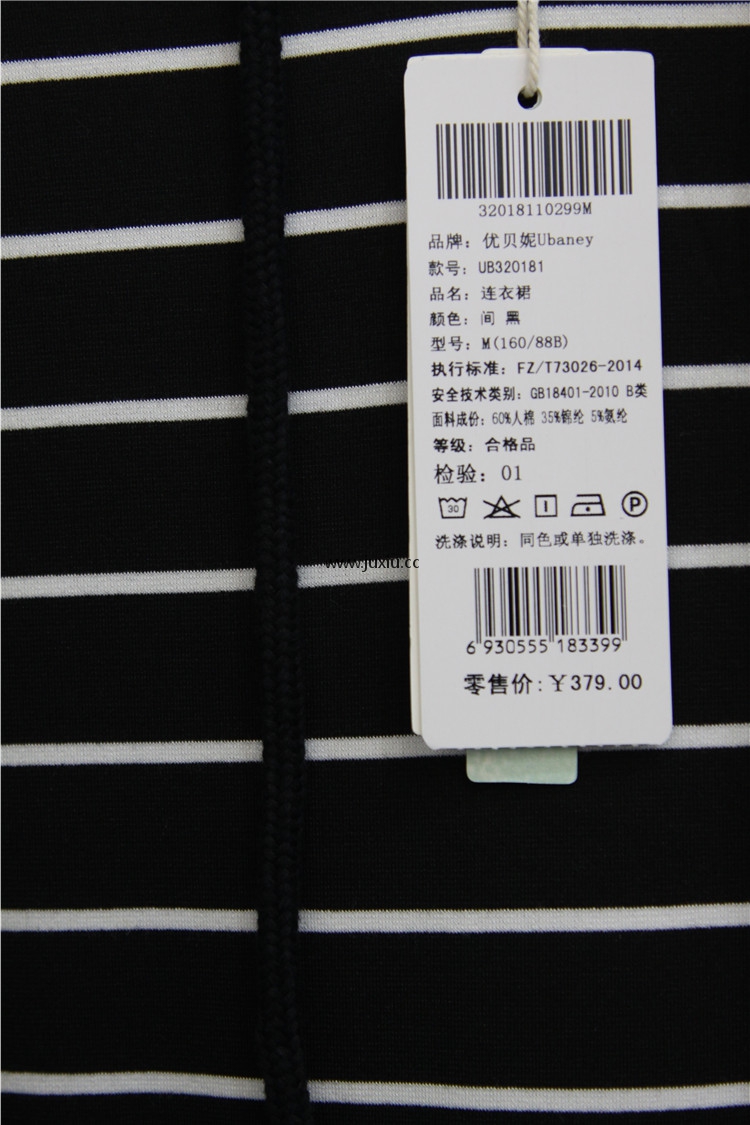 32018110299M
品牌：优贝妮Ubaney
款号：UB320181
品名：连衣裙
颜色：间 黑
型号：M(160/88B)
执行标准：FZ/T73026-2014
安全技术类别：GB18401-2010 B类
面料成份：60%人棉 35%锦纶 5%氨纶
等级：合格品
检验：01
30 P
洗涤说明：同色或单独洗涤。
www.juxiu.cc
6 930555 183399
零售价:￥379.00